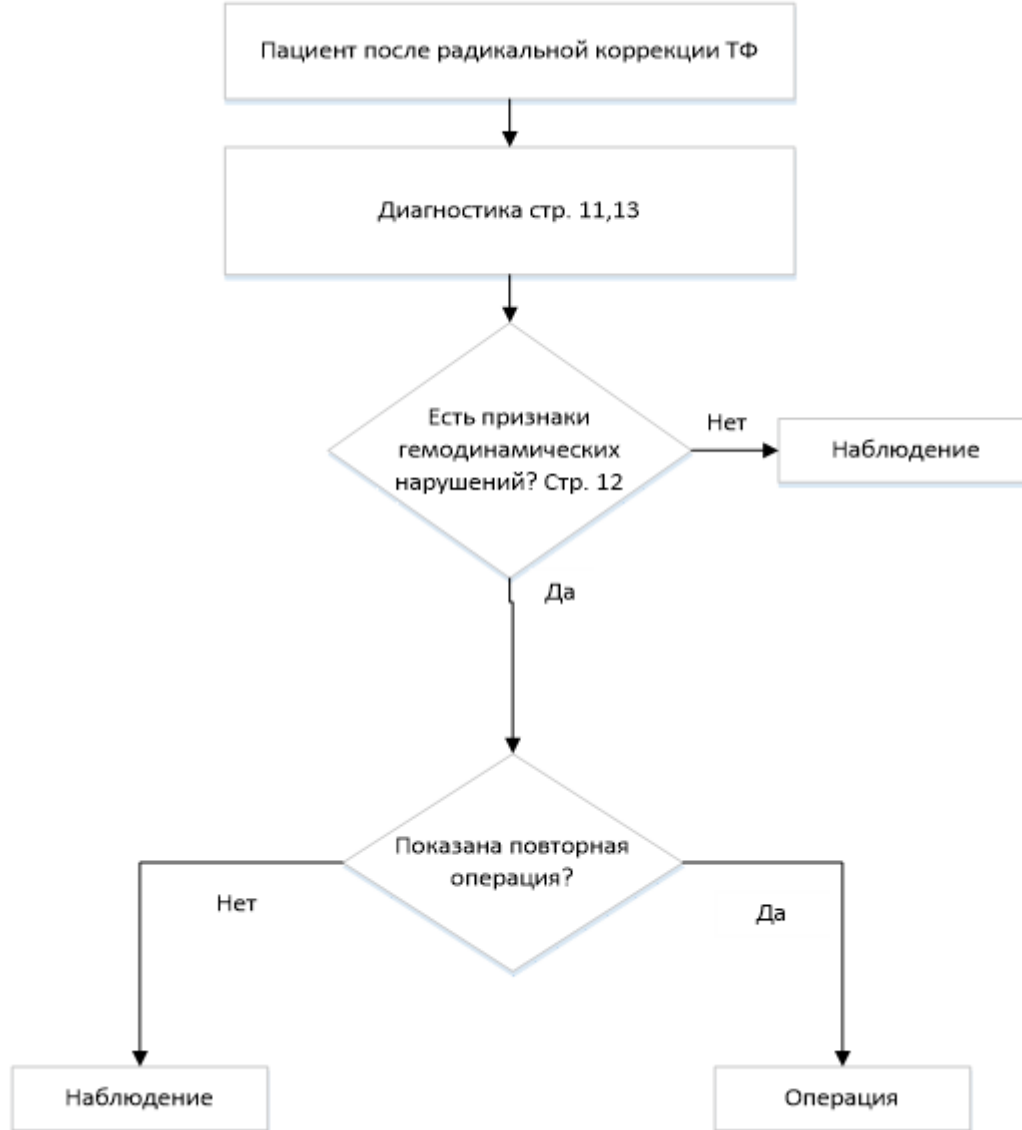 Пациент после радикальной коррекции ТФ
Диагностика стр. 11,13
Есть признаки
гемодинамических
нарушений? Стр. 12
Нет
Наблюдение
Да
Показана повторная
операция?
Нет
Да
Наблюдение
Операция